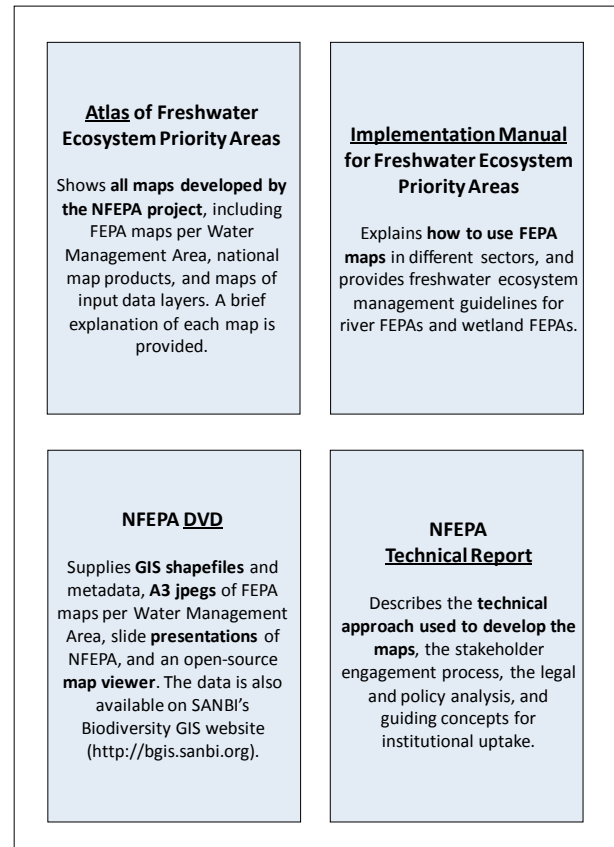 Atlas of Freshwater
Ecosystem Priority Areas
Shows all maps developed by
the NFEPA project, including
FEPA maps per Water
Management Area, national
map products, and maps of
input data layers. A brief
explanation of each map is
provided.
Implementation Manual
for Freshwater Ecosystem
Priority Areas
Explains how to use FEPA
maps in different sectors, and
provides freshwater ecosystem
management guidelines for
river FEPAs and wetland FEPAs.
NFEPA DVD
Supplies GIS shapefiles and
metadata, A3 jpegs of FEPA
maps per Water Management
Area, slide presentations of
NFEPA, and an open-source
map viewer. The data is also
available on SANBI's
Biodiversity GIS website
(http://bgis.sanbi.org).
NFEPA
Technical Report
Describes the technical
approach used to develop the
maps, the stakeholder
engagement process, the legal
and policy analysis, and
guiding concepts for
institutional uptake.